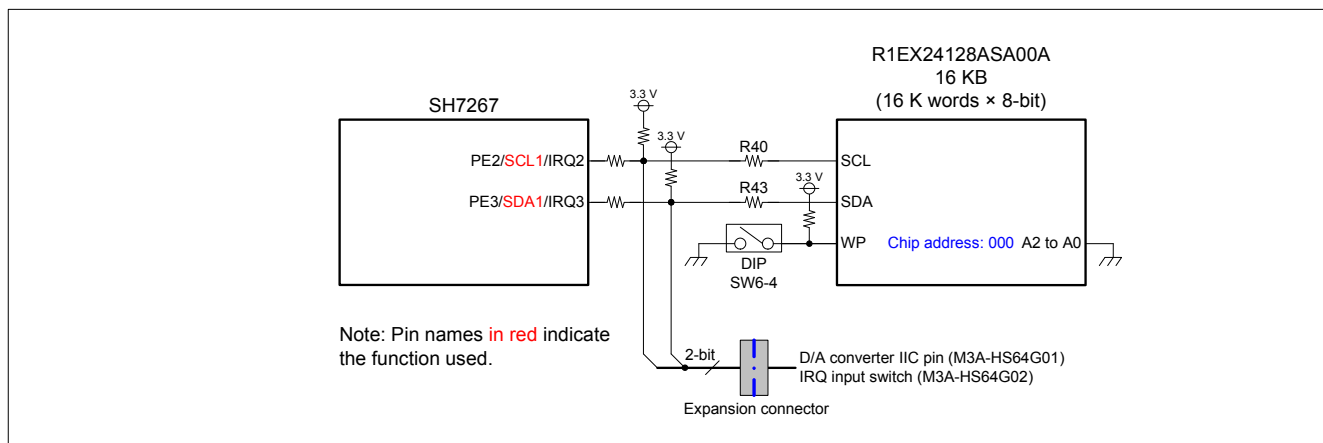 R1EX24128ASA00A
16 KB
(16 K words × 8-bit)
SH7267
3.3 V
3.3 V
PE2/SCL1/IRQ2
R40
SCL
3.3 V
PE3/SDA1/IRQ3
R43
SDA
WP
Chip address: 000 A2 to A0
DIP
SW6-4
Note: Pin names in red indicate
the function used.
2-bit
D/A converter IIC pin (M3A-HS64G01)
IRQ input switch (M3A-HS64G02)
Expansion connector